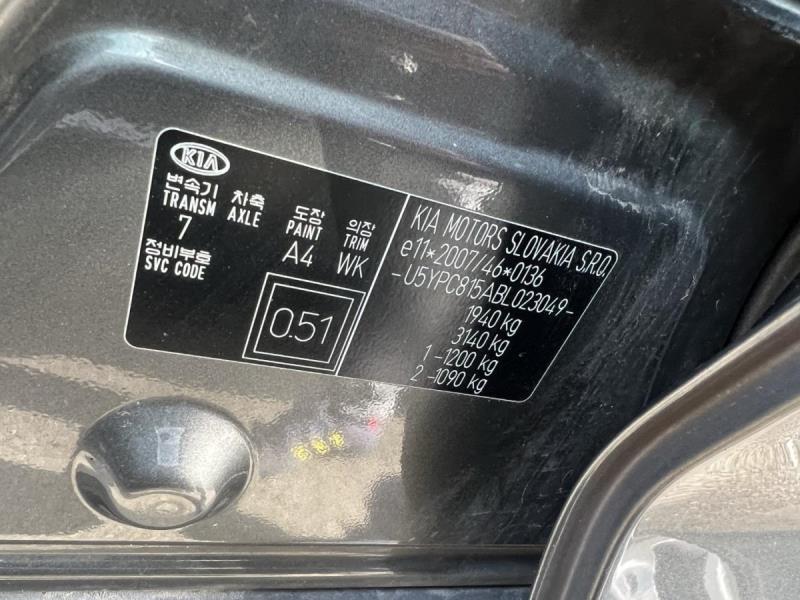 KIA
변속기 차축 도장 의장
TRANSM AXLE PAINT TRIM
7 A4 WK
정비부호
SVC CODE
0.51
KIA MOTORS SLOVAKIA S.R.O.
e11*2007/46*0136
-U5YPC815ABL023049-
1940 kg
3140 kg
1 -1200 kg
2 -1090 kg